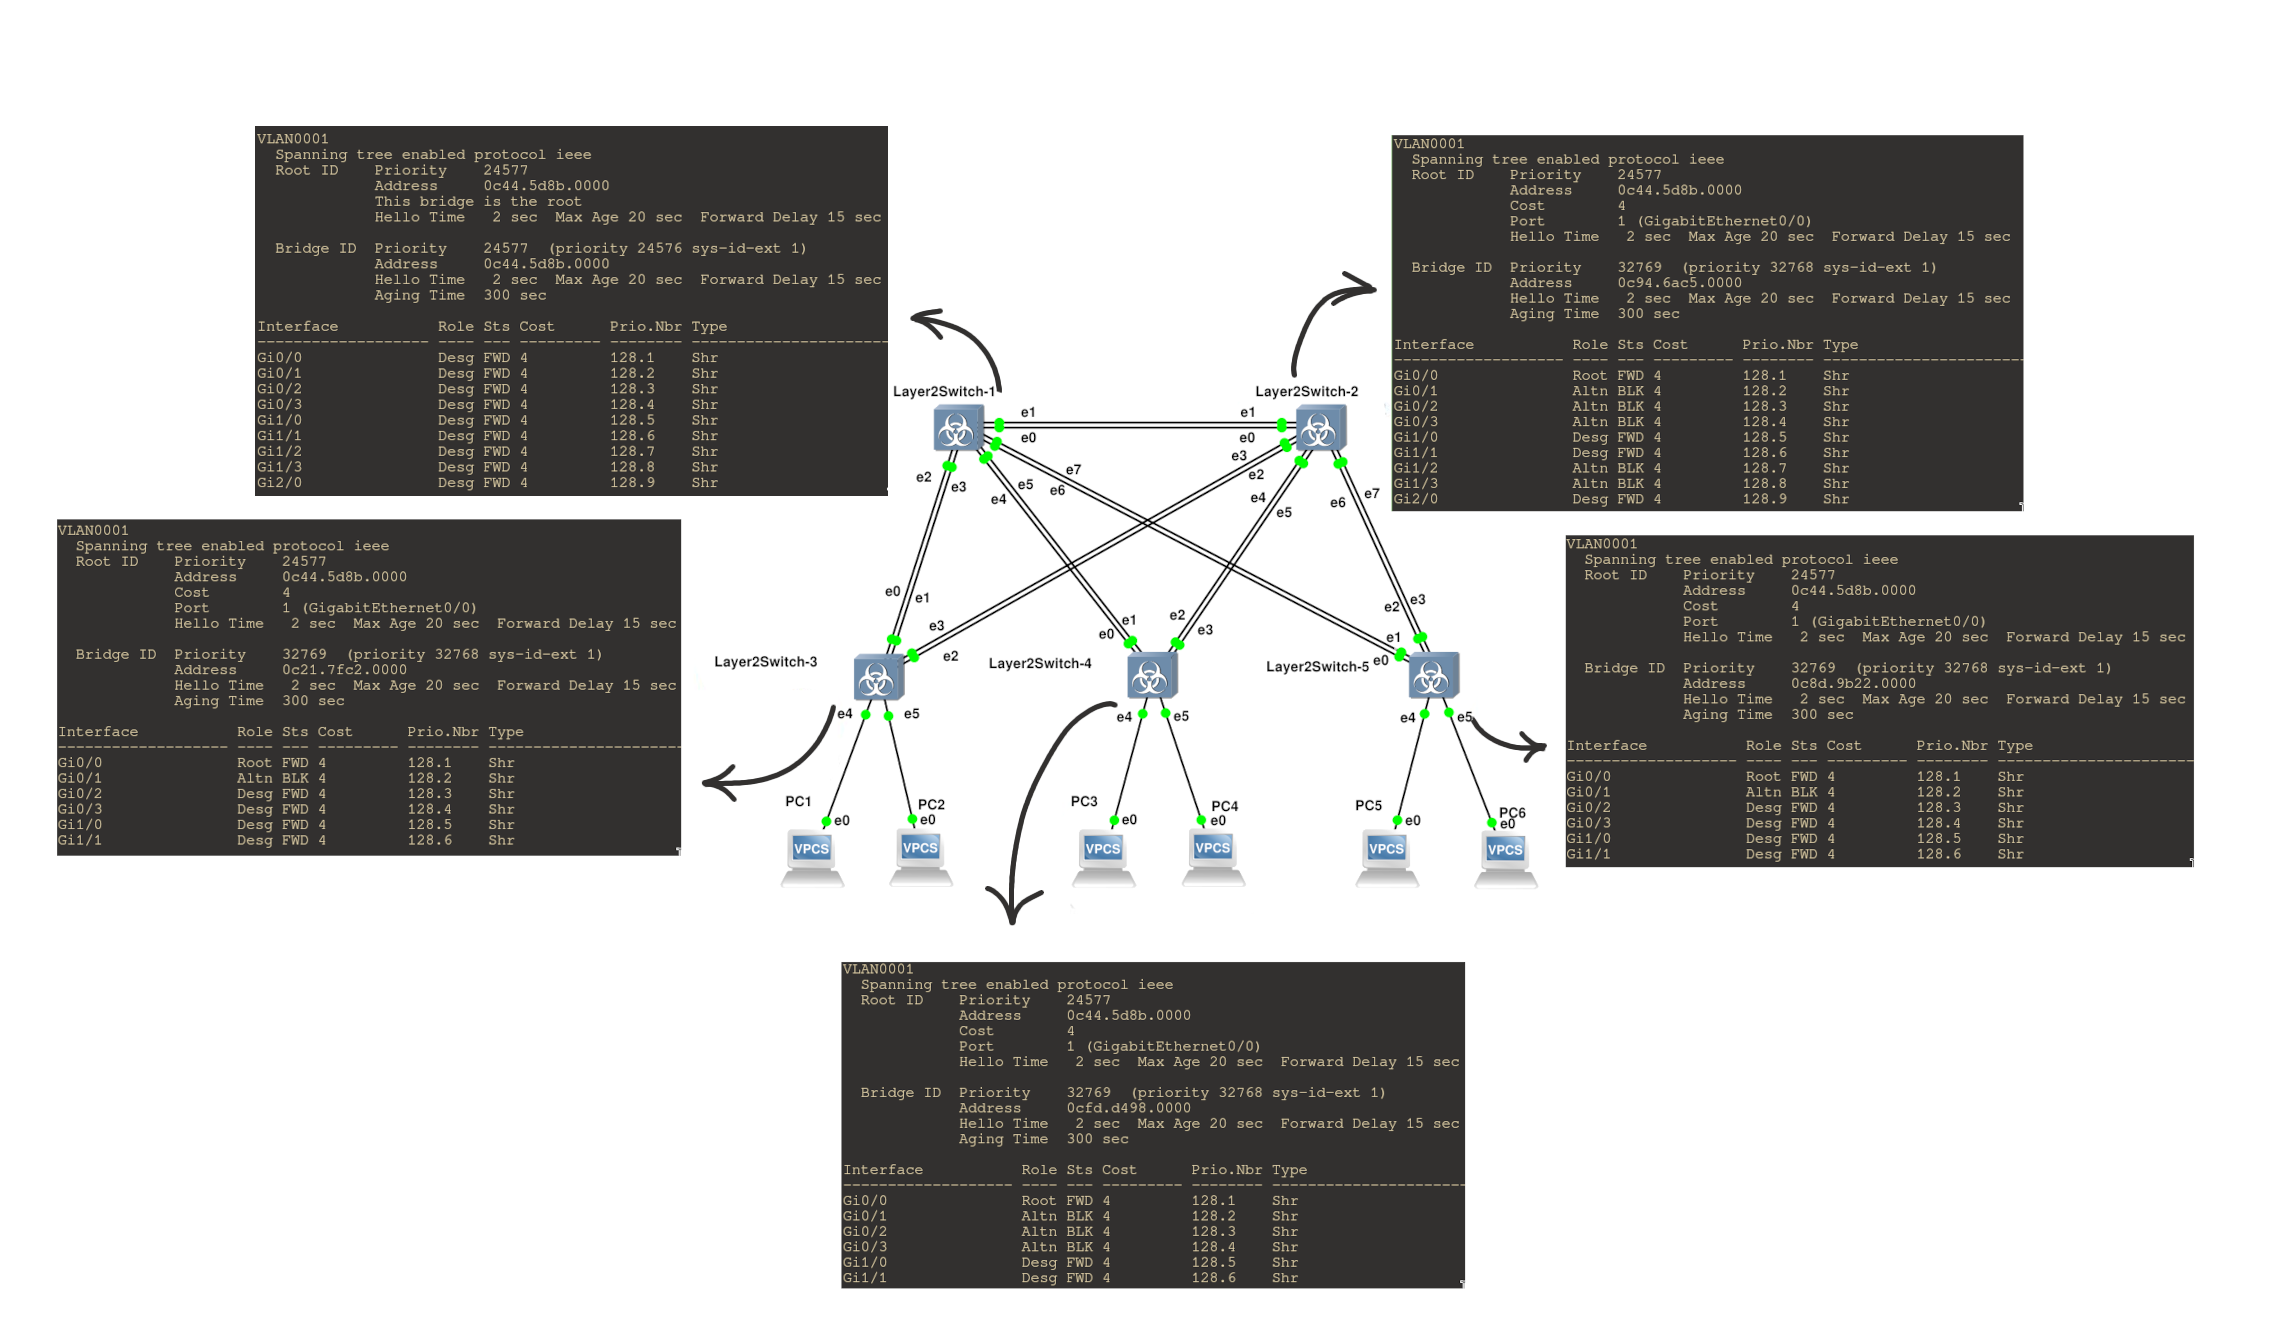 VLAN0001
  Spanning tree enabled protocol ieee
  Root ID    Priority    24577
             Address     0c44.5d8b.0000
             This bridge is the root
             Hello Time   2 sec  Max Age 20 sec  Forward Delay 15 sec
  Bridge ID  Priority    24577  (priority 24576 sys-id-ext 1)
             Address     0c44.5d8b.0000
             Hello Time   2 sec  Max Age 20 sec  Forward Delay 15 sec
             Aging Time  300 sec
Interface           Role Sts Cost      Prio.Nbr Type
------------------- ---- --- --------- -------- ----------------------
Gi0/0               Desg FWD 4         128.1    Shr
Gi0/1               Desg FWD 4         128.2    Shr
Gi0/2               Desg FWD 4         128.3    Shr
Gi0/3               Desg FWD 4         128.4    Shr
Gi1/0               Desg FWD 4         128.5    Shr
Gi1/1               Desg FWD 4         128.6    Shr
Gi1/2               Desg FWD 4         128.7    Shr
Gi1/3               Desg FWD 4         128.8    Shr
Gi2/0               Desg FWD 4         128.9    Shr
VLAN0001
  Spanning tree enabled protocol ieee
  Root ID    Priority    24577
             Address     0c44.5d8b.0000
             Cost        4
             Port        1 (GigabitEthernet0/0)
             Hello Time   2 sec  Max Age 20 sec  Forward Delay 15 sec
  Bridge ID  Priority    32769  (priority 32768 sys-id-ext 1)
             Address     0c94.6ac5.0000
             Hello Time   2 sec  Max Age 20 sec  Forward Delay 15 sec
             Aging Time  300 sec
Interface           Role Sts Cost      Prio.Nbr Type
------------------- ---- --- --------- -------- ----------------------
Gi0/0               Root FWD 4         128.1    Shr
Gi0/1               Altn BLK 4         128.2    Shr
Gi0/2               Altn BLK 4         128.3    Shr
Gi0/3               Altn BLK 4         128.4    Shr
Gi1/0               Desg FWD 4         128.5    Shr
Gi1/1               Desg FWD 4         128.6    Shr
Gi1/2               Altn BLK 4         128.7    Shr
Gi1/3               Altn BLK 4         128.8    Shr
Gi2/0               Desg FWD 4         128.9    Shr
Layer2Switch-1
Layer2Switch-2
e1
e1
e0
e0
e3
e7
e2
e2
e3
e5
e6
e4
e4
e5
e6
e7
VLAN0001
  Spanning tree enabled protocol ieee
  Root ID    Priority    24577
             Address     0c44.5d8b.0000
             Cost        4
             Port        1 (GigabitEthernet0/0)
             Hello Time   2 sec  Max Age 20 sec  Forward Delay 15 sec
  Bridge ID  Priority    32769  (priority 32768 sys-id-ext 1)
             Address     0c21.7fc2.0000
             Hello Time   2 sec  Max Age 20 sec  Forward Delay 15 sec
             Aging Time  300 sec
Interface           Role Sts Cost      Prio.Nbr Type
------------------- ---- --- --------- -------- ----------------------
Gi0/0               Root FWD 4         128.1    Shr
Gi0/1               Altn BLK 4         128.2    Shr
Gi0/2               Desg FWD 4         128.3    Shr
Gi0/3               Desg FWD 4         128.4    Shr
Gi1/0               Desg FWD 4         128.5    Shr
Gi1/1               Desg FWD 4         128.6    Shr
e0
e1
e3
e2
e1
e0
e2
e3
e3
e2
e1
e0
Layer2Switch-3
Layer2Switch-4
Layer2Switch-5
e4
e5
e4
e5
e4
e5
PC1
PC2
PC3
PC4
PC5
PC6
e0
e0
e0
e0
e0
e0
VPCS
VPCS
VPCS
VPCS
VPCS
VPCS
VLAN0001
  Spanning tree enabled protocol ieee
  Root ID    Priority    24577
             Address     0c44.5d8b.0000
             Cost        4
             Port        1 (GigabitEthernet0/0)
             Hello Time   2 sec  Max Age 20 sec  Forward Delay 15 sec
  Bridge ID  Priority    32769  (priority 32768 sys-id-ext 1)
             Address     0c8d.9b22.0000
             Hello Time   2 sec  Max Age 20 sec  Forward Delay 15 sec
             Aging Time  300 sec
Interface           Role Sts Cost      Prio.Nbr Type
------------------- ---- --- --------- -------- ----------------------
Gi0/0               Root FWD 4         128.1    Shr
Gi0/1               Altn BLK 4         128.2    Shr
Gi0/2               Desg FWD 4         128.3    Shr
Gi0/3               Desg FWD 4         128.4    Shr
Gi1/0               Desg FWD 4         128.5    Shr
Gi1/1               Desg FWD 4         128.6    Shr
VLAN0001
  Spanning tree enabled protocol ieee
  Root ID    Priority    24577
             Address     0c44.5d8b.0000
             Cost        4
             Port        1 (GigabitEthernet0/0)
             Hello Time   2 sec  Max Age 20 sec  Forward Delay 15 sec
  Bridge ID  Priority    32769  (priority 32768 sys-id-ext 1)
             Address     0cfd.d498.0000
             Hello Time   2 sec  Max Age 20 sec  Forward Delay 15 sec
             Aging Time  300 sec
Interface           Role Sts Cost      Prio.Nbr Type
------------------- ---- --- --------- -------- ----------------------
Gi0/0               Root FWD 4         128.1    Shr
Gi0/1               Altn BLK 4         128.2    Shr
Gi0/2               Altn BLK 4         128.3    Shr
Gi0/3               Altn BLK 4         128.4    Shr
Gi1/0               Desg FWD 4         128.5    Shr
Gi1/1               Desg FWD 4         128.6    Shr